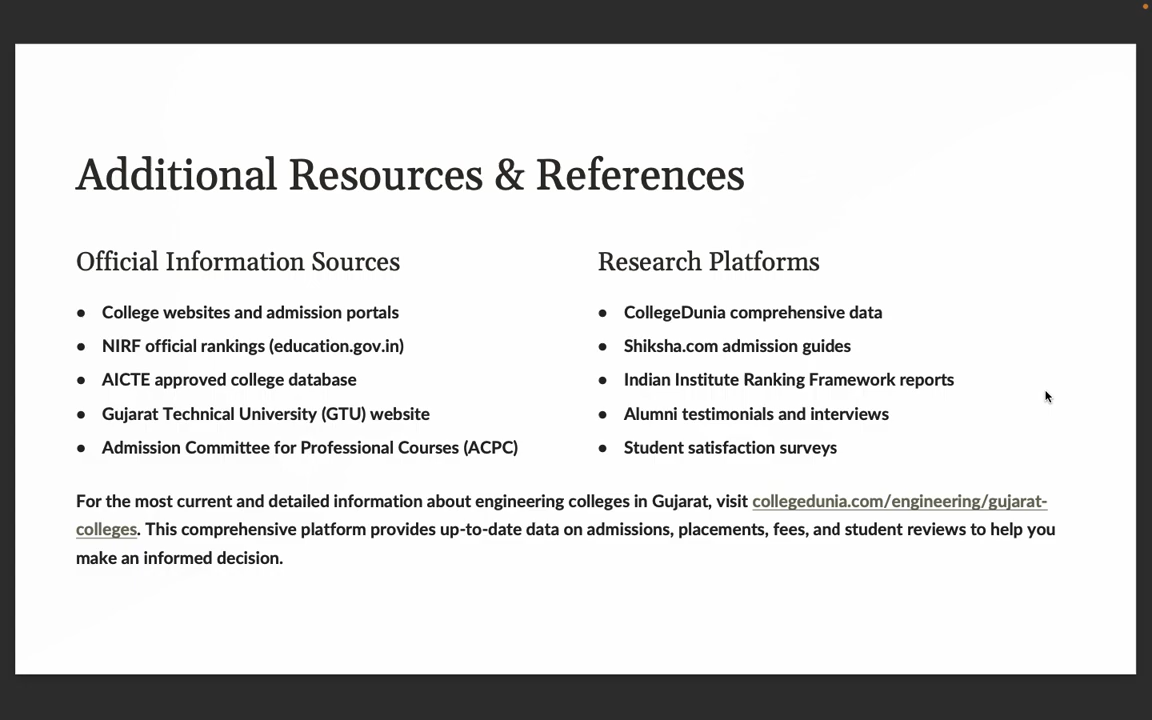 Additional Resources & References
Official Information Sources
● College websites and admission portals
● NIRF official rankings (education.gov.in)
● AICTE approved college database
● Gujarat Technical University (GTU) website
● Admission Committee for Professional Courses (ACPC)
Research Platforms
● CollegeDunia comprehensive data
● Shiksha.com admission guides
● Indian Institute Ranking Framework reports
● Alumni testimonials and interviews
● Student satisfaction surveys
For the most current and detailed information about engineering colleges in Gujarat, visit collegedunia.com/engineering/gujarat-
colleges. This comprehensive platform provides up-to-date data on admissions, placements, fees, and student reviews to help you
make an informed decision.